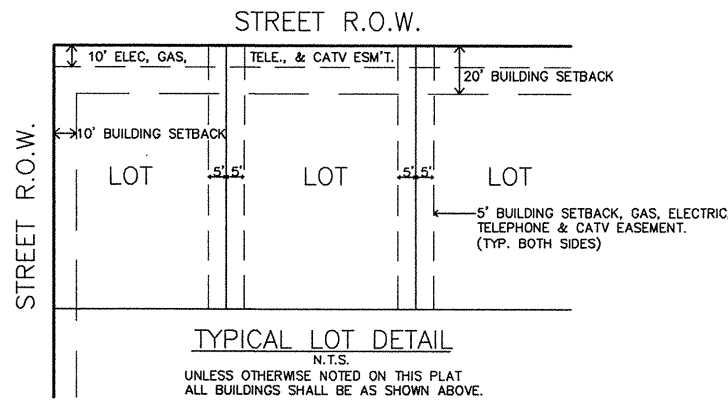 STREET R.O.W.
10' ELEC, GAS, TELE., & CATV ESM'T.
20' BUILDING SETBACK
STREET R.O.W.
10' BUILDING SETBACK
5' 5' 5' 5'
LOT LOT LOT
5' BUILDING SETBACK, GAS, ELECTRIC,
TELEPHONE & CATV EASEMENT.
(TYP. BOTH SIDES)
TYPICAL LOT DETAIL
N.T.S.
UNLESS OTHERWISE NOTED ON THIS PLAT
ALL BUILDINGS SHALL BE AS SHOWN ABOVE.